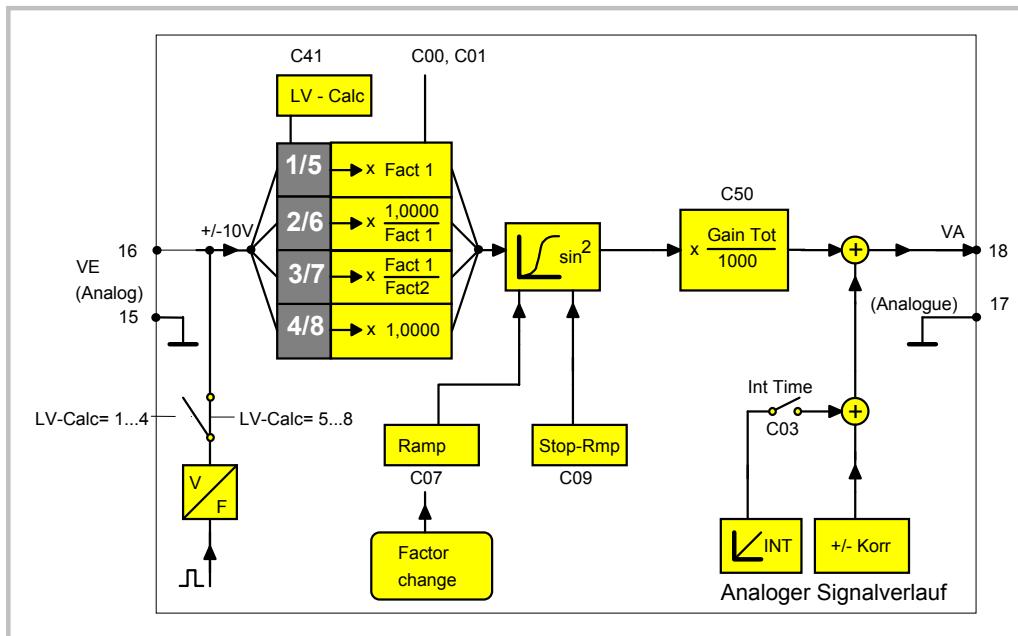 C41
C00, C01
LV - Calc
1/5
x Fact 1
2/6
x 1,0000
Fact 1
3/7
x Fact 1
Fact2
4/8
x 1,0000
+/-10V
16
VE
(Analog)
15
sin2
C50
x Gain Tot
1000
VA
18
(Analogue)
17
LV-Calc= 1...4
LV-Calc= 5...8
V
F
Ramp
C07
Factor
change
Stop-Rmp
C09
Int Time
C03
INT
+/- Korr
Analoger Signalverlauf